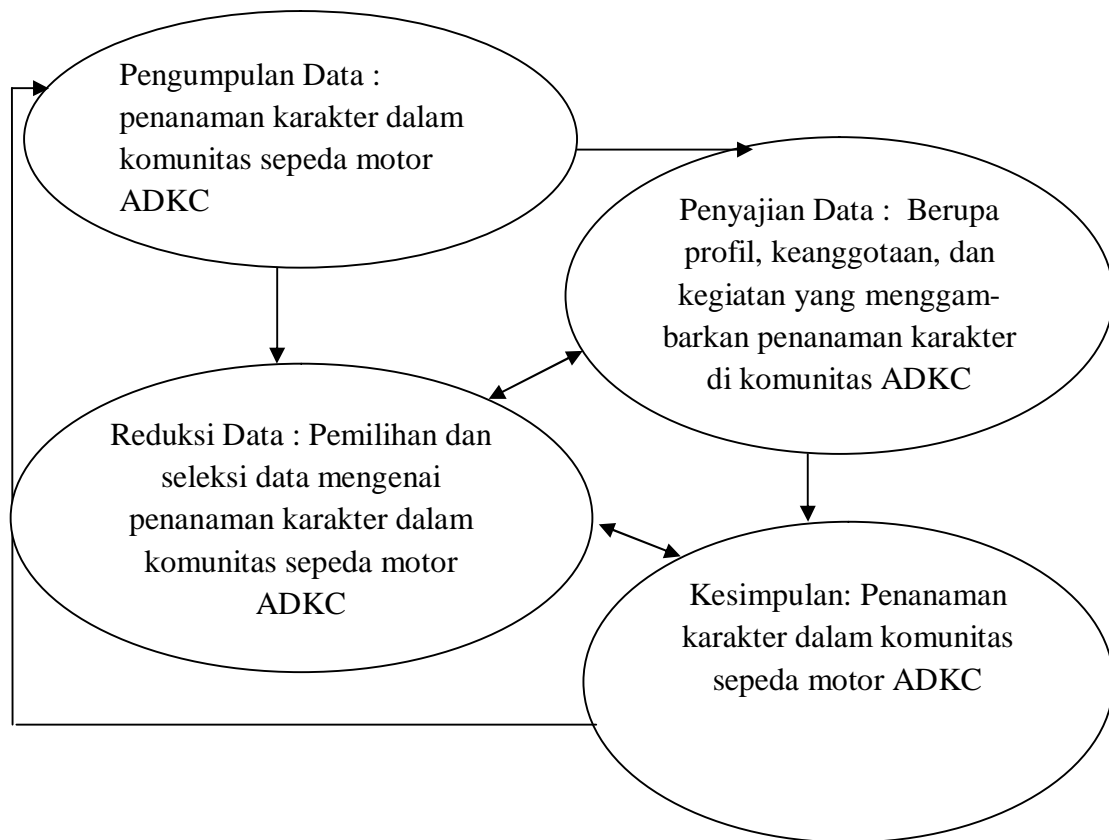 Pengumpulan Data :
penanaman karakter dalam
komunitas sepeda motor
ADKC
Penyajian Data :  Berupa
profil, keanggotaan, dan
kegiatan yang menggam-
barkan penanaman karakter
di komunitas ADKC
Reduksi Data : Pemilihan dan
seleksi data mengenai
penanaman karakter dalam
komunitas sepeda motor
ADKC
Kesimpulan: Penanaman
karakter dalam komunitas
sepeda motor ADKC